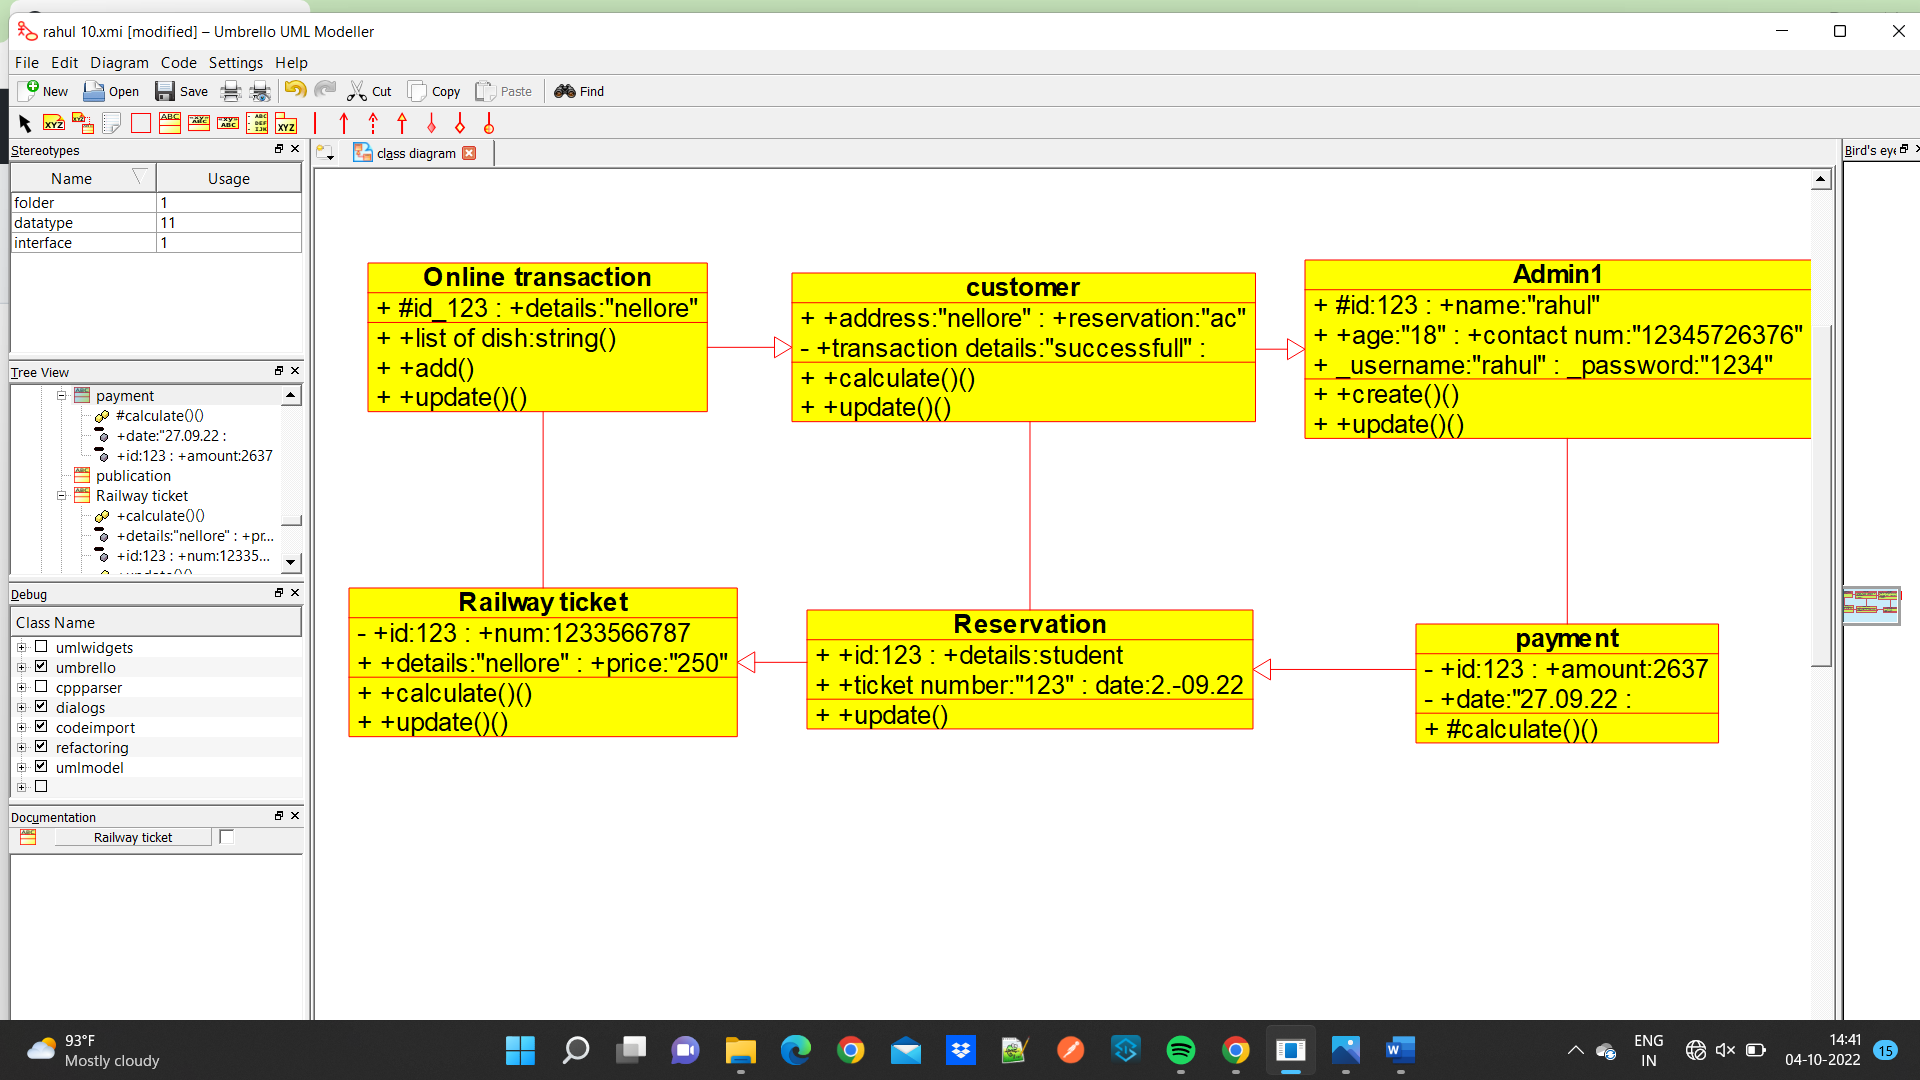 rahul 10.xmi [modified] – Umbrello UML Modeller
File Edit Diagram Code Settings Help
New Open Save Cut Copy Paste Find
Stereotypes
Name Usage
folder 1
datatype 11
interface 1
Tree View
payment
#calculate()()
+date:"27.09.22 :
+id:123 : +amount:2637
publication
Railway ticket
+calculate()()
+details:"nellore" : +pr...
+id:123 : +num:12335...
Debug
Class Name
umlwidgets
umbrello
cppparser
dialogs
codeimport
refactoring
umlmodel
Documentation
Railway ticket
class diagram
Online transaction
+ #id_123 : +details:"nellore"
+ +list of dish:string()
+ +add()
+ +update()()
customer
+ +address:"nellore" : +reservation:"ac"
- +transaction details:"successfull" :
+ +calculate()()
+ +update()()
Admin1
+ #id:123 : +name:"rahul"
+ +age:"18" : +contact num:"12345726376"
+ _username:"rahul" : _password:"1234"
+ +create()()
+ +update()()
Railway ticket
- +id:123 : +num:1233566787
+ +details:"nellore" : +price:"250"
+ +calculate()()
+ +update()()
Reservation
+ +id:123 : +details:student
+ +ticket number:"123" : date:2.-09.22
+ +update()
payment
- +id:123 : +amount:2637
- +date:"27.09.22 :
+ #calculate()()
Bird's eye
93°F
Mostly cloudy
ENG
IN
14:41
04-10-2022
15